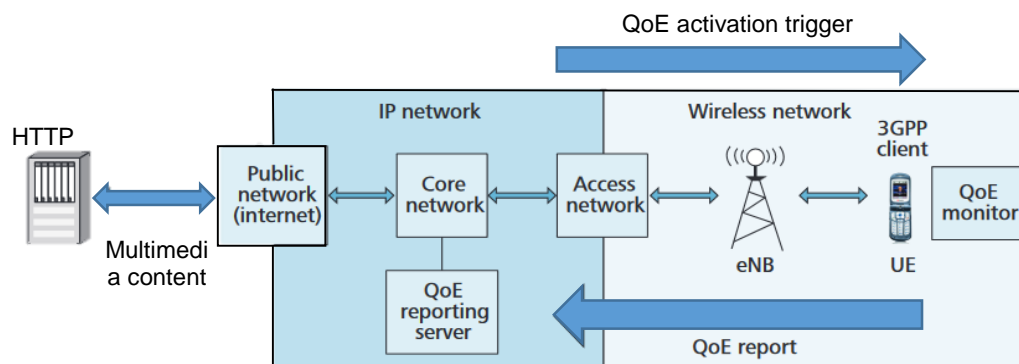 QoE activation trigger
IP network
Wireless network
HTTP
3GPP
client
Public
network
(internet)
Core
network
Access
network
QoE
monitor
Multimedi
a content
eNB
UE
QoE
reporting
server
QoE report